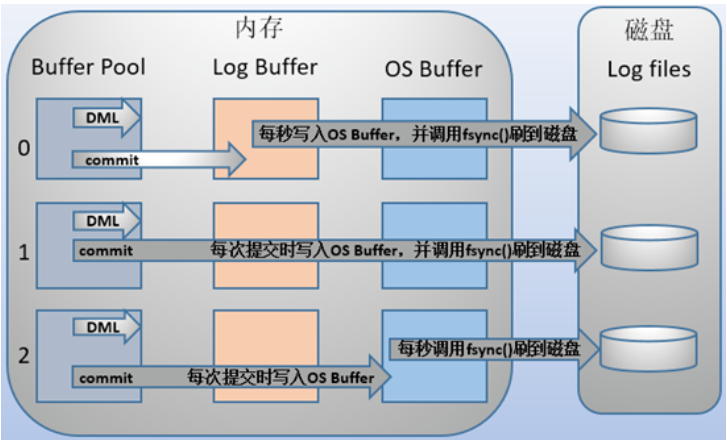 内存
磁盘
Buffer Pool
Log Buffer
OS Buffer
Log files
0
DML
commit
每秒写入OS Buffer，并调用fsync()刷到磁盘
1
DML
commit
每次提交时写入OS Buffer，并调用fsync()刷到磁盘
2
DML
commit
每次提交时写入OS Buffer
每秒调用fsync()刷到磁盘